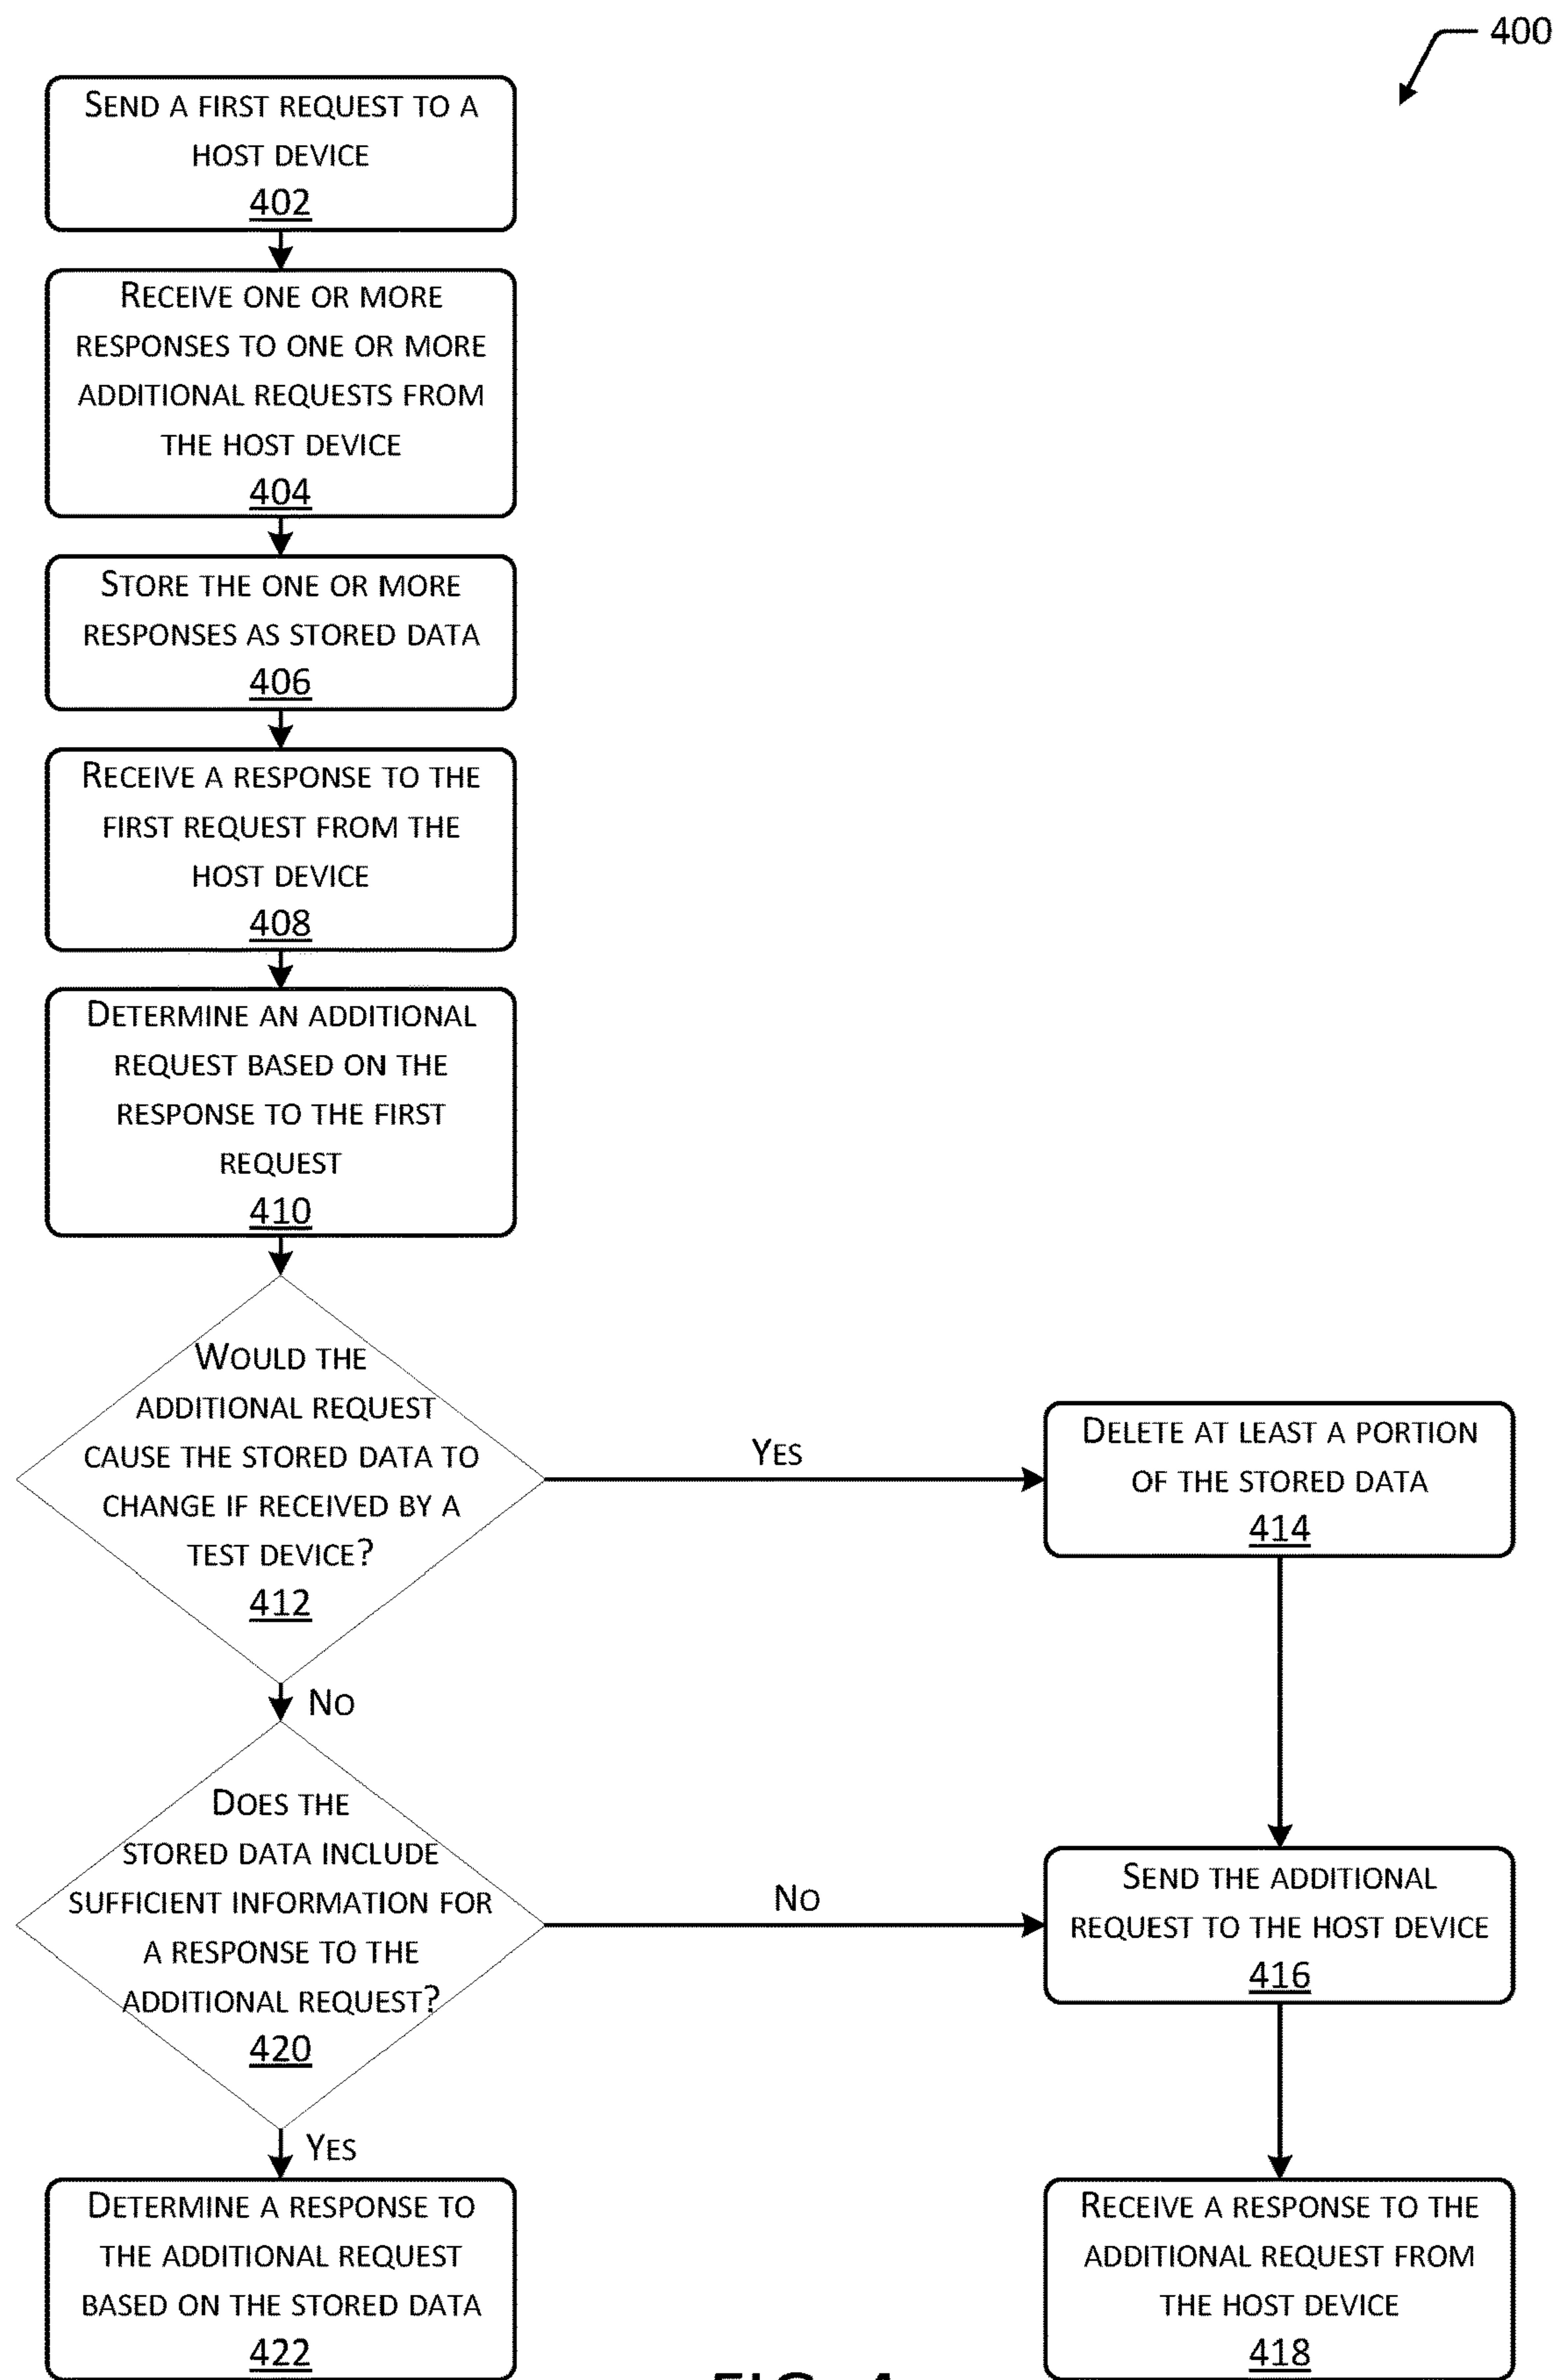 400
SEND A FIRST REQUEST TO A
HOST DEVICE
402
RECEIVE ONE OR MORE
RESPONSES TO ONE OR MORE
ADDITIONAL REQUESTS FROM
THE HOST DEVICE
404
STORE THE ONE OR MORE
RESPONSES AS STORED DATA
406
RECEIVE A RESPONSE TO THE
FIRST REQUEST FROM THE
HOST DEVICE
408
DETERMINE AN ADDITIONAL
REQUEST BASED ON THE
RESPONSE TO THE FIRST
REQUEST
410
WOULD THE
ADDITIONAL REQUEST
CAUSE THE STORED DATA TO
CHANGE IF RECEIVED BY A
TEST DEVICE?
412
YES
DELETE AT LEAST A PORTION
OF THE STORED DATA
414
NO
DOES THE
STORED DATA INCLUDE
SUFFICIENT INFORMATION FOR
A RESPONSE TO THE
ADDITIONAL REQUEST?
420
NO
SEND THE ADDITIONAL
REQUEST TO THE HOST DEVICE
416
YES
DETERMINE A RESPONSE TO
THE ADDITIONAL REQUEST
BASED ON THE STORED DATA
422
RECEIVE A RESPONSE TO THE
ADDITIONAL REQUEST FROM
THE HOST DEVICE
418